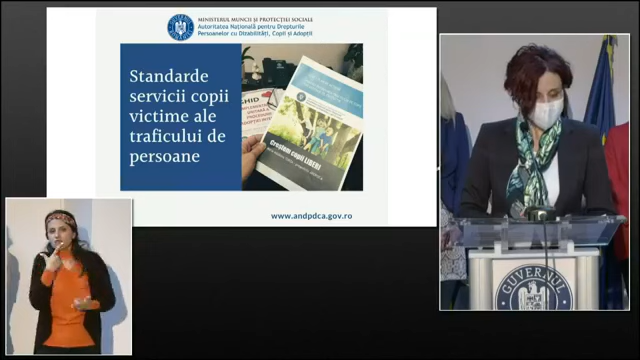 MINISTERUL MUNCII ȘI PROTECȚIEI SOCIALE
Autoritatea Națională pentru Drepturile
Persoanelor cu Dizabilități, Copii și Adopții
Standarde
servicii copii
victime ale
traficului de
persoane
GHID
Creștem copii LIBERI
www.andpdca.gov.ro
GUVERNUL